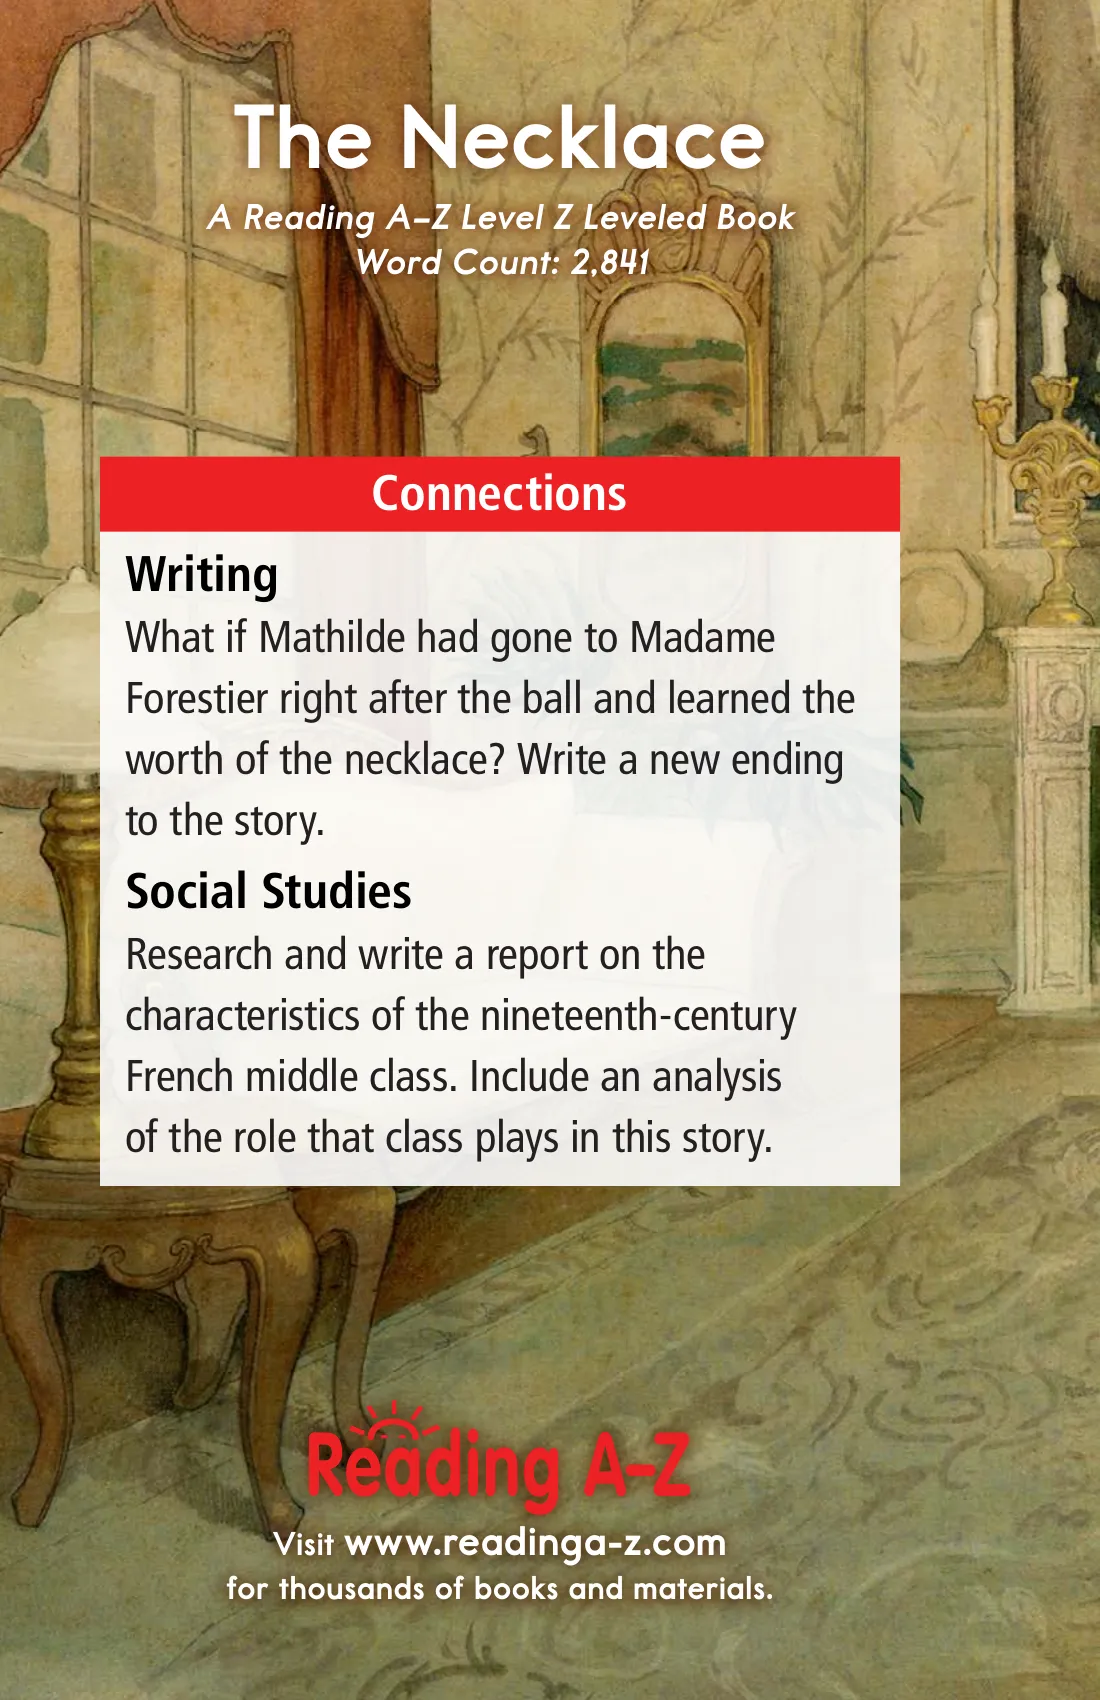 The Necklace
A Reading A–Z Level Z Leveled Book
Word Count: 2,841
Connections
Writing
What if Mathilde had gone to Madame
Forestier right after the ball and learned the
worth of the necklace? Write a new ending
to the story.
Social Studies
Research and write a report on the
characteristics of the nineteenth-century
French middle class. Include an analysis
of the role that class plays in this story.
Reading A–Z
Visit www.readinga-z.com
for thousands of books and materials.